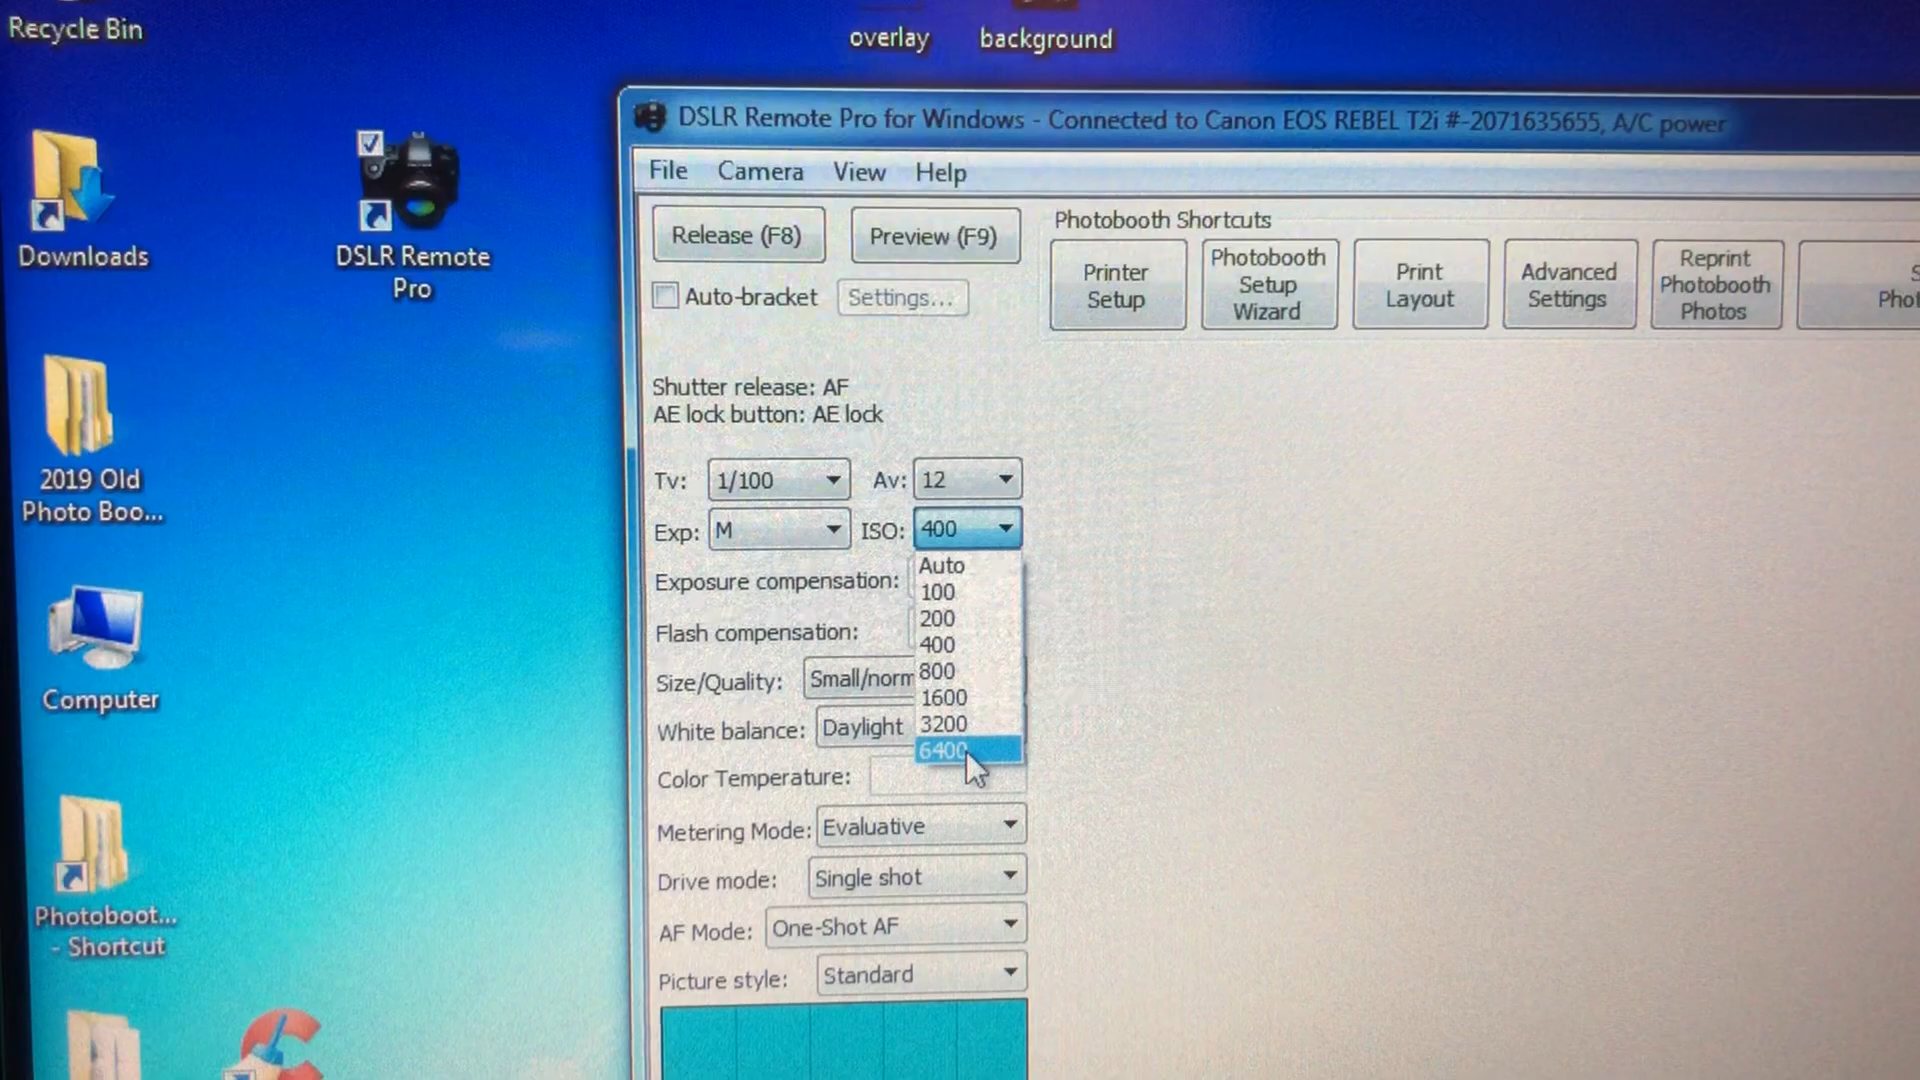 Recycle Bin
overlay
background
Downloads
DSLR Remote
Pro
2019 Old
Photo Boo...
Computer
Photoboot...
- Shortcut
DSLR Remote Pro for Windows - Connected to Canon EOS REBEL T2i #-2071635655, A/C power
File Camera View Help
Release (F8)
Preview (F9)
Photobooth Shortcuts
Printer
Setup
Photobooth
Setup
Wizard
Print
Layout
Advanced
Settings
Reprint
Photobooth
Photos
Auto-bracket
Settings...
Shutter release: AF
AE lock button: AE lock
Tv: 1/100 Av: 12
Exp: M ISO: 400
Auto
100
200
400
800
1600
3200
6400
Exposure compensation:
Flash compensation:
Size/Quality: Small/norm
White balance: Daylight
Color Temperature:
Metering Mode: Evaluative
Drive mode: Single shot
AF Mode: One-Shot AF
Picture style: Standard